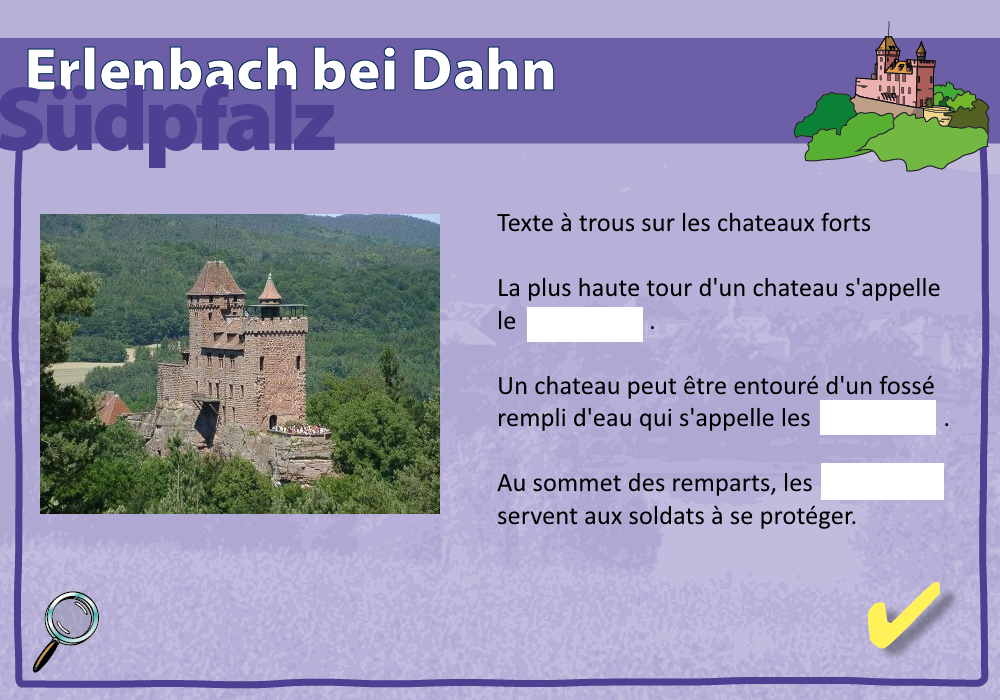 Erlenbach bei Dahn
Südpfalz
Texte à trous sur les chateaux forts
La plus haute tour d'un chateau s'appelle
le .
Un chateau peut être entouré d'un fossé
rempli d'eau qui s'appelle les .
Au sommet des remparts, les
servent aux soldats à se protéger.